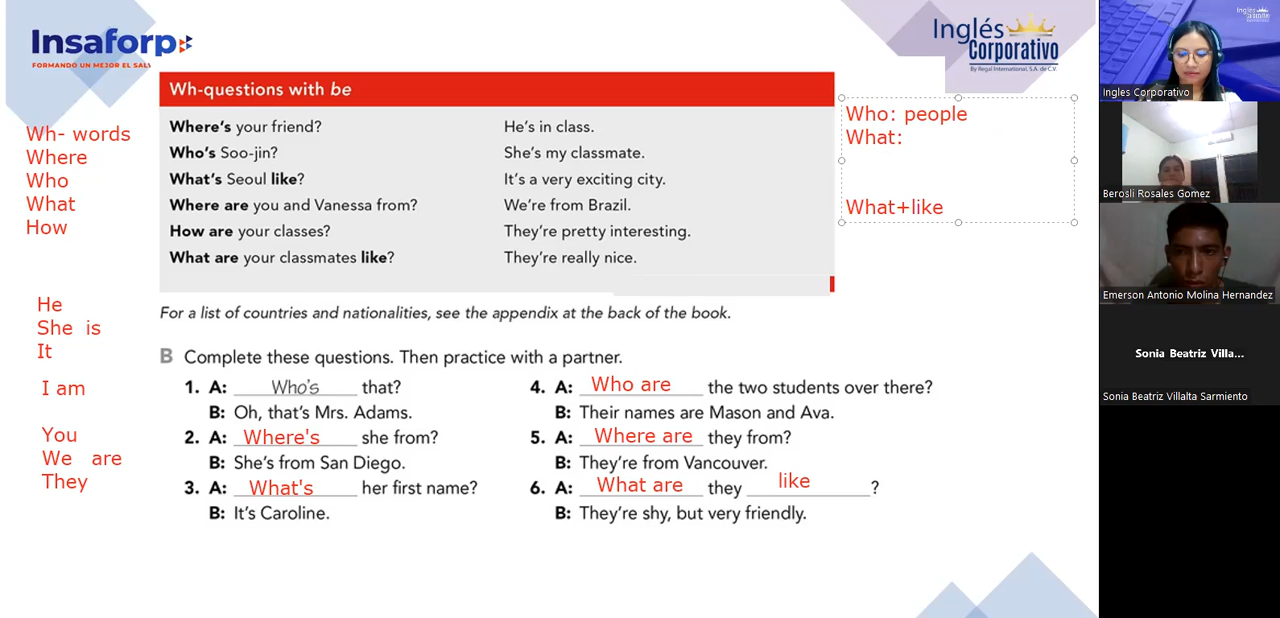 Insaforp
FORMANDO UN MEJOR EL SALV
Inglés
Corporativo
By Regal International, S.A. de C.V.
Wh-questions with be
Where's your friend? He's in class.
Who's Soo-jin? She's my classmate.
What's Seoul like? It's a very exciting city.
Where are you and Vanessa from? We're from Brazil.
How are your classes? They're pretty interesting.
What are your classmates like? They're really nice.
Wh- words
Where
Who
What
How
He
She is
It
I am
You
We are
They
Who: people
What:
What+like
For a list of countries and nationalities, see the appendix at the back of the book.
B Complete these questions. Then practice with a partner.
1. A: Who's that?
B: Oh, that's Mrs. Adams.
2. A: Where's she from?
B: She's from San Diego.
3. A: What's her first name?
B: It's Caroline.
4. A: Who are the two students over there?
B: Their names are Mason and Ava.
5. A: Where are they from?
B: They're from Vancouver.
6. A: What are they like ?
B: They're shy, but very friendly.
Ingles Corporativo
Berosli Rosales Gomez
Emerson Antonio Molina Hernandez
Sonia Beatriz Villa...
Sonia Beatriz Villalta Sarmiento